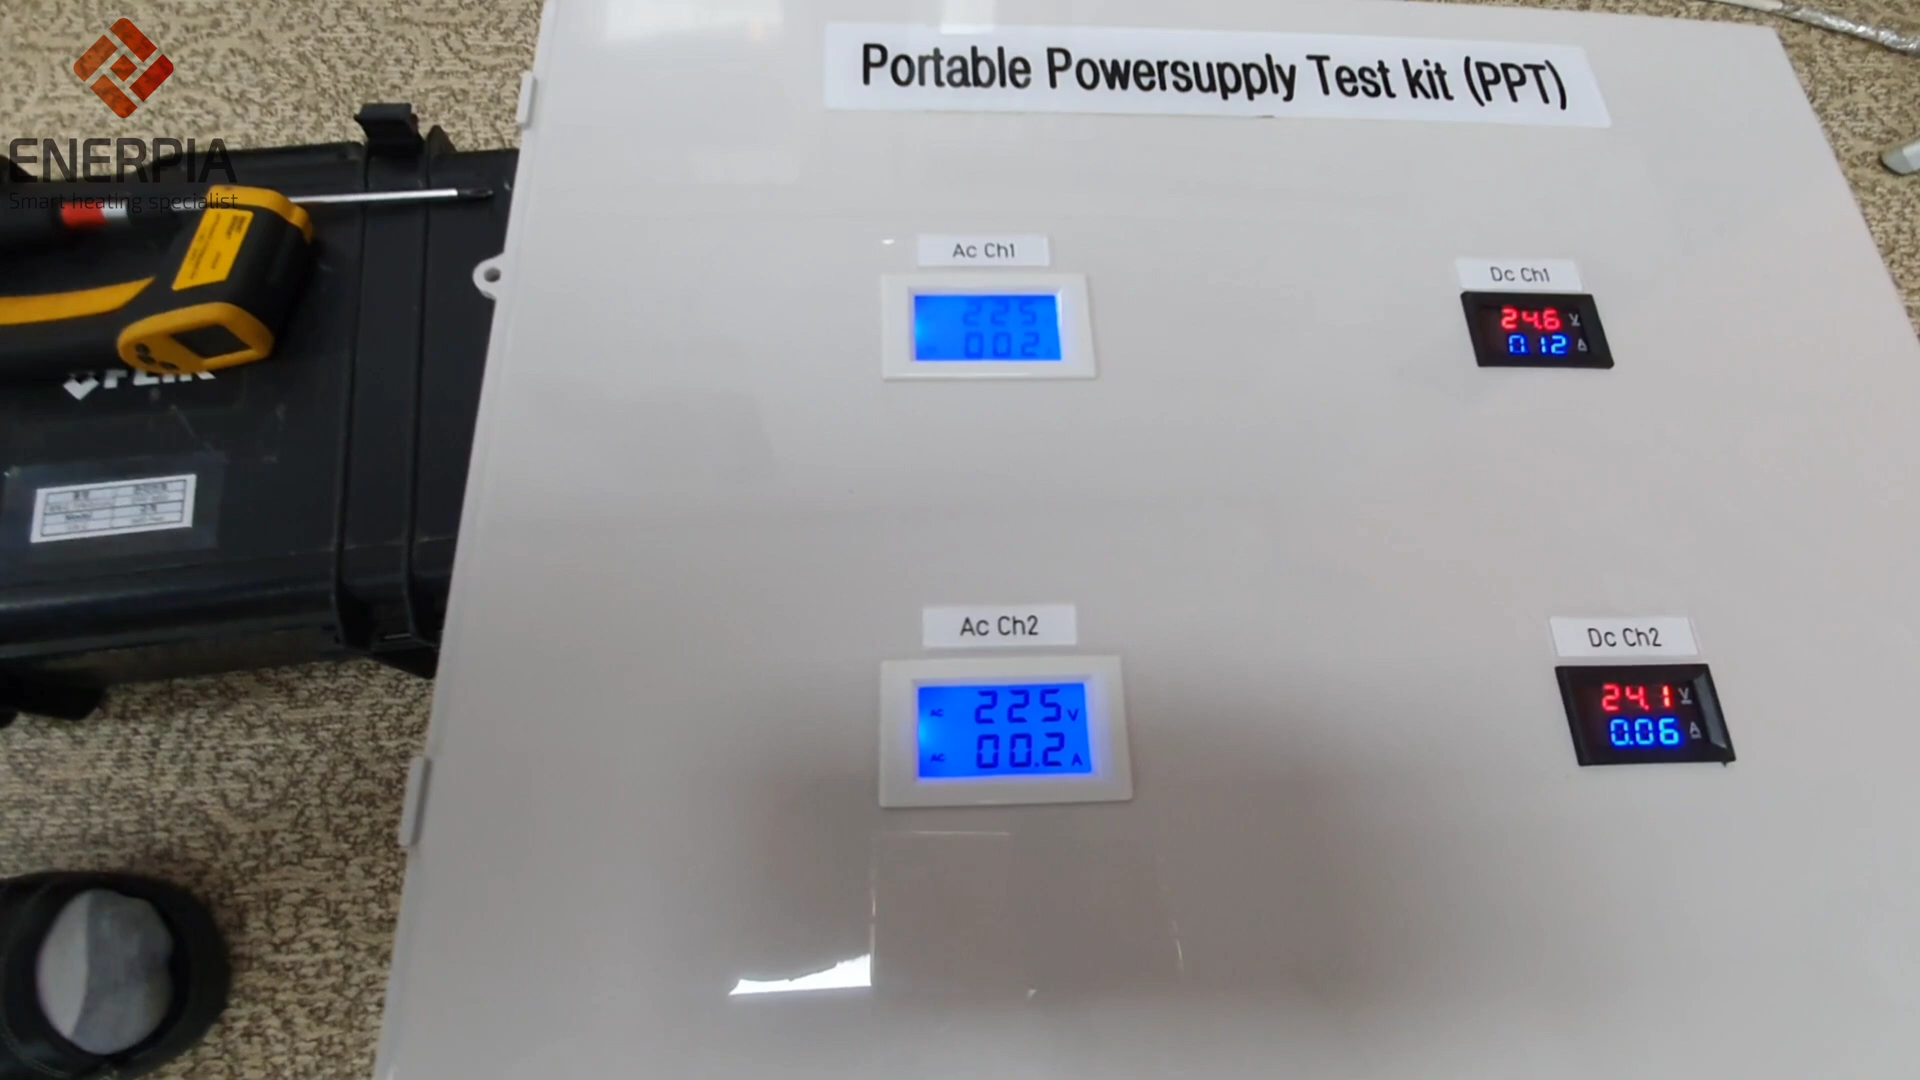 ENERPIA
Smart heating specialist
Portable Powersupply Test kit (PPT)
Ac Ch1
225
002
Dc Ch1
24.6 V
0.12 A
Ac Ch2
AC 225 V
AC 00.2 A
Dc Ch2
24.1 V
0.06 A